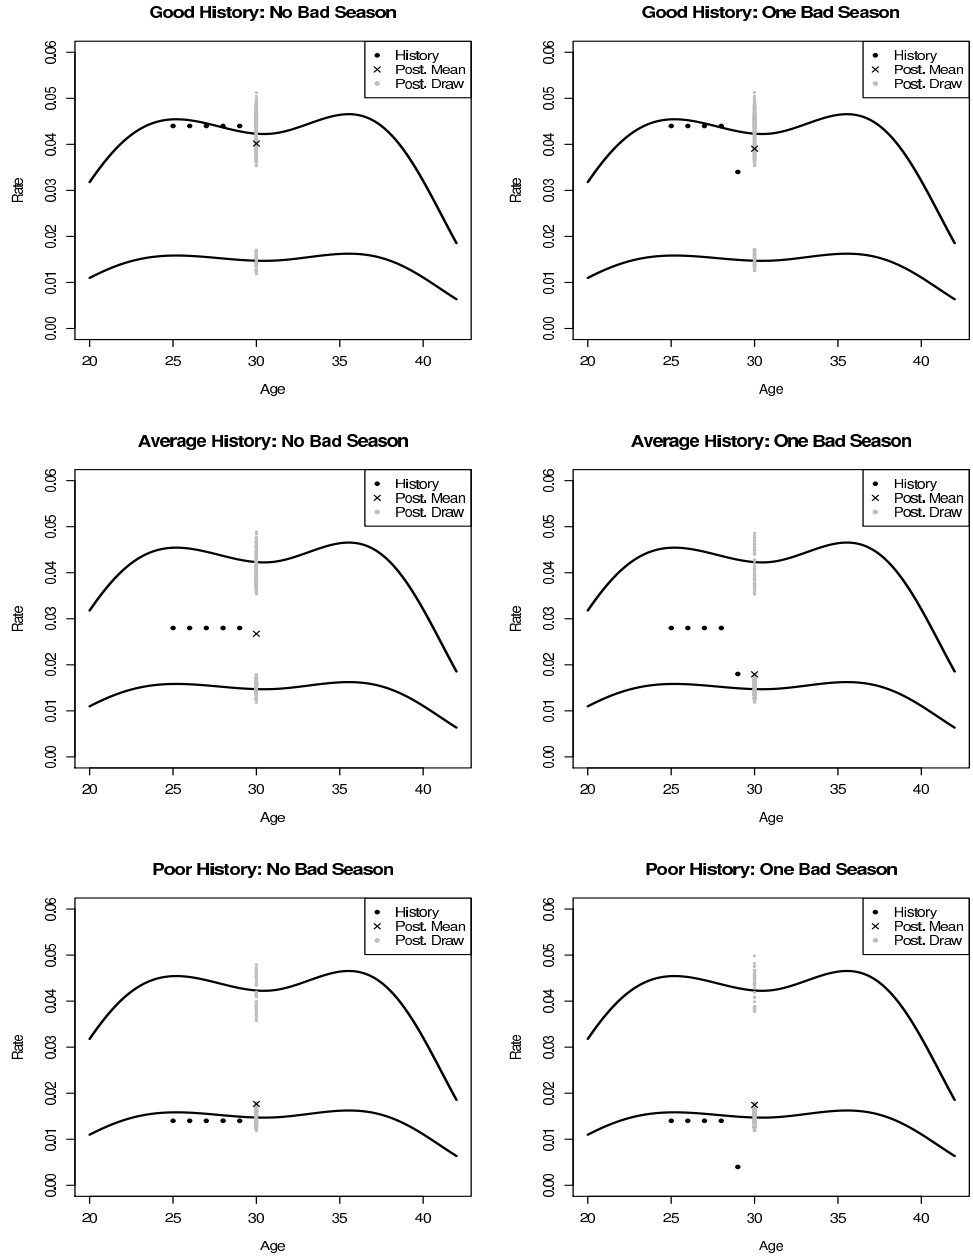 Good History: No Bad Season
0.06
0.05
0.04
0.03
0.02
0.01
0.00
Rate
History
Post. Mean
Post. Draw
20 25 30 35 40
Age
Good History: One Bad Season
0.06
0.05
0.04
0.03
0.02
0.01
0.00
Rate
History
Post. Mean
Post. Draw
20 25 30 35 40
Age
Average History: No Bad Season
0.06
0.05
0.04
0.03
0.02
0.01
0.00
Rate
History
Post. Mean
Post. Draw
20 25 30 35 40
Age
Average History: One Bad Season
0.06
0.05
0.04
0.03
0.02
0.01
0.00
Rate
History
Post. Mean
Post. Draw
20 25 30 35 40
Age
Poor History: No Bad Season
0.06
0.05
0.04
0.03
0.02
0.01
0.00
Rate
History
Post. Mean
Post. Draw
20 25 30 35 40
Age
Poor History: One Bad Season
0.06
0.05
0.04
0.03
0.02
0.01
0.00
Rate
History
Post. Mean
Post. Draw
20 25 30 35 40
Age